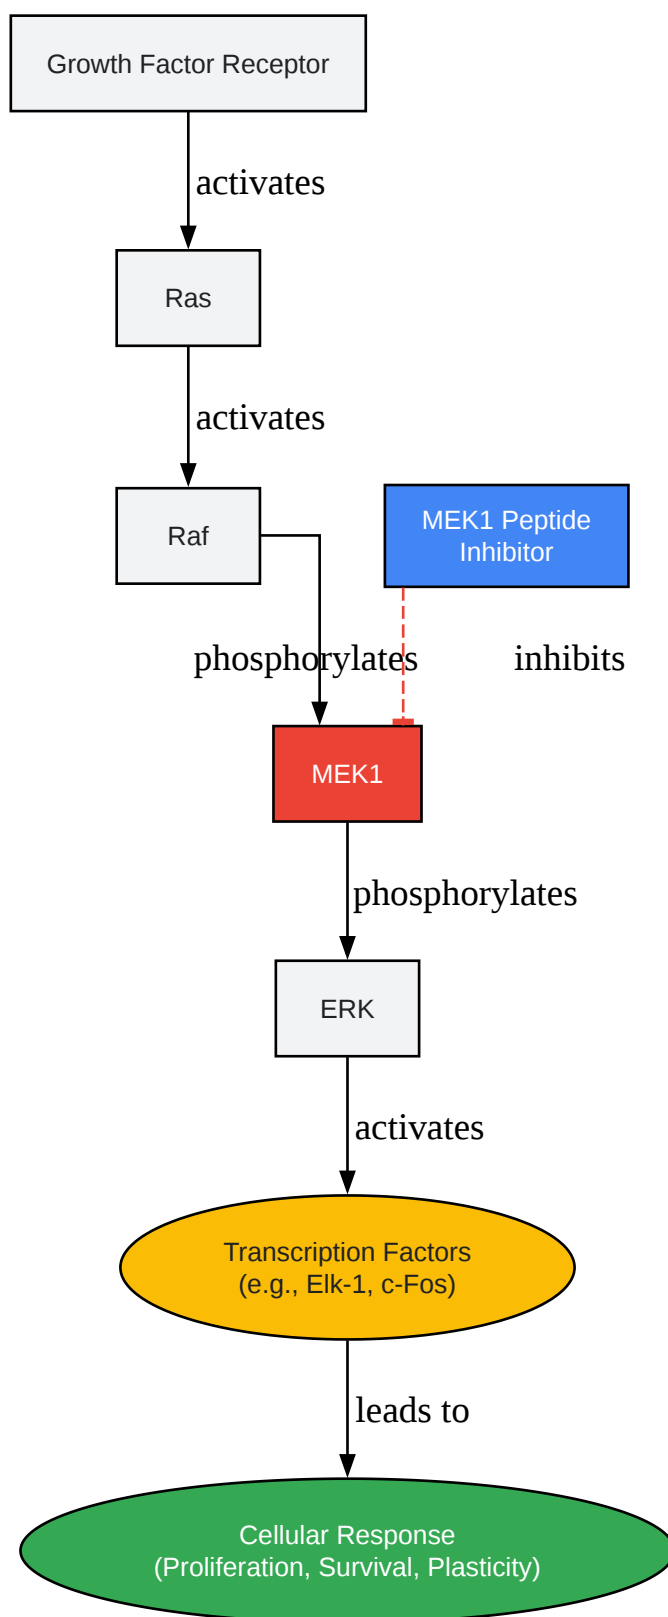 Growth Factor Receptor
activates
Ras
activates
Raf
MEK1 Peptide
Inhibitor
phosphorylates
inhibits
MEK1
phosphorylates
ERK
activates
Transcription Factors
(e.g., Elk-1, c-Fos)
leads to
Cellular Response
(Proliferation, Survival, Plasticity)